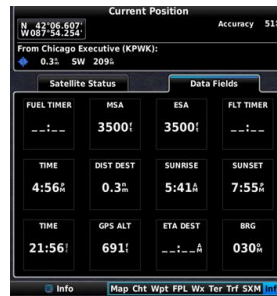 Current Position
N 42°06.607'
W087°54.254'
Accuracy
From Chicago Executive (KPWK):
0.3 SW 209
Satellite Status Data Fields
FUEL TIMER MSA ESA FLT TIMER
__:__ 3500 3500 __:__
TIME DIST DEST SUNRISE SUNSET
4:56 0.3 5:41 7:55
TIME GPS ALT ETA DEST BRG
21:56 691 __:__ 030
Info Map Cht Wpt FPL Wx Ter Trf SXM Inf